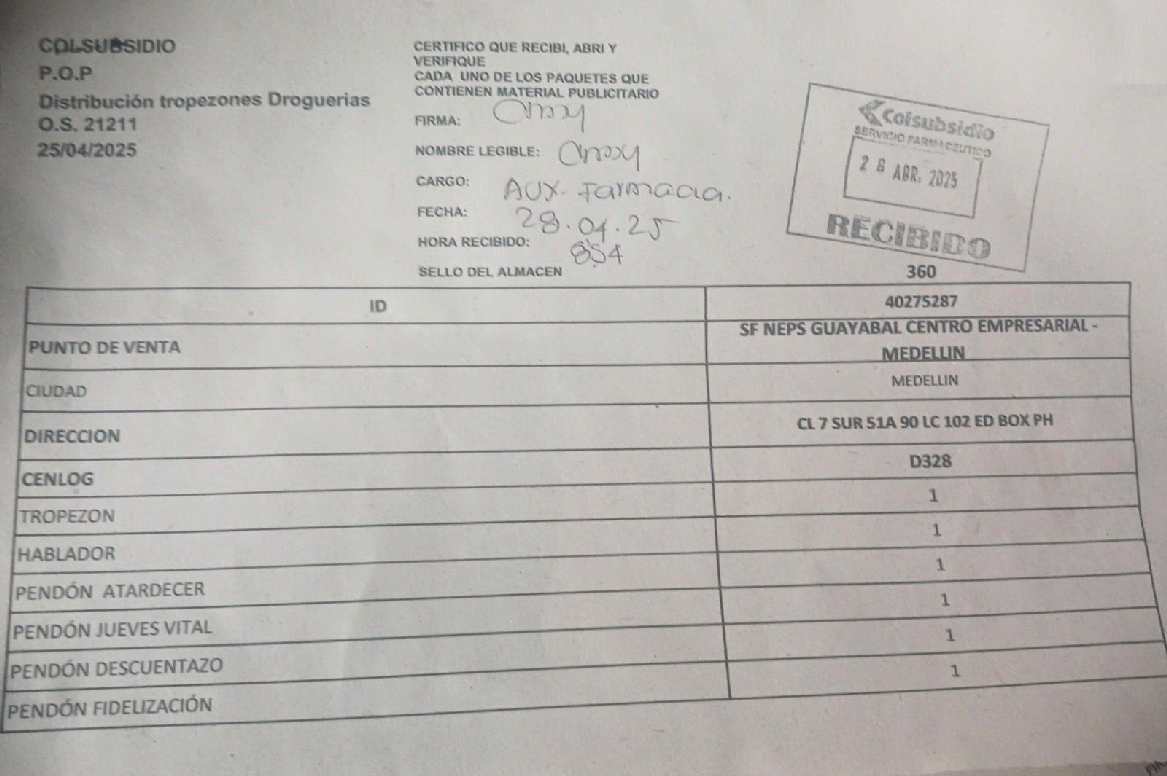 COLSUBSIDIO
P.O.P
Distribución tropezones Droguerias
O.S. 21211
25/04/2025
CERTIFICO QUE RECIBI, ABRI Y
VERIFIQUE
CADA UNO DE LOS PAQUETES QUE
CONTIENEN MATERIAL PUBLICITARIO
FIRMA:
NOMBRE LEGIBLE:
CARGO: Aux. Farmacia.
FECHA: 28.04.25
HORA RECIBIDO: 854
SELLO DEL ALMACEN
Colsubsidio
SERVICIO FARMACEUTICO
28 ABR. 2025
RECIBIDO
360
ID 40275287
PUNTO DE VENTA SF NEPS GUAYABAL CENTRO EMPRESARIAL -
MEDELLIN
CIUDAD MEDELLIN
DIRECCION CL 7 SUR 51A 90 LC 102 ED BOX PH
CENLOG D328
TROPEZON 1
HABLADOR 1
PENDÓN ATARDECER 1
PENDÓN JUEVES VITAL 1
PENDÓN DESCUENTAZO 1
PENDÓN FIDELIZACIÓN 1